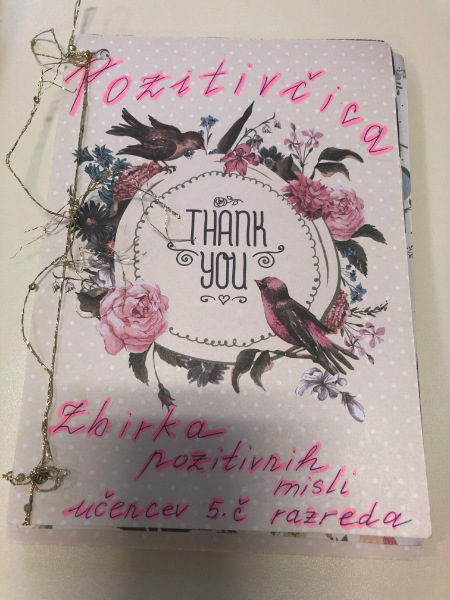 Pozitivčica
THANK
YOU
Zbirka
pozitivnih
misli
učencev 5.č razreda